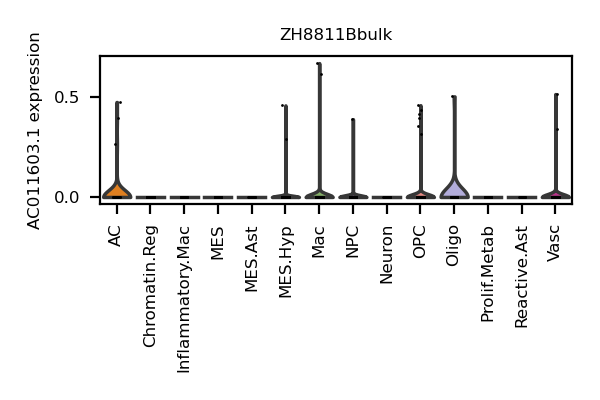 ZH8811Bbulk
AC011603.1 expression
0.5
0.0
AC
Chromatin.Reg
Inflammatory.Mac
MES
MES.Ast
MES.Hyp
Mac
NPC
Neuron
OPC
Oligo
Prolif.Metab
Reactive.Ast
Vasc